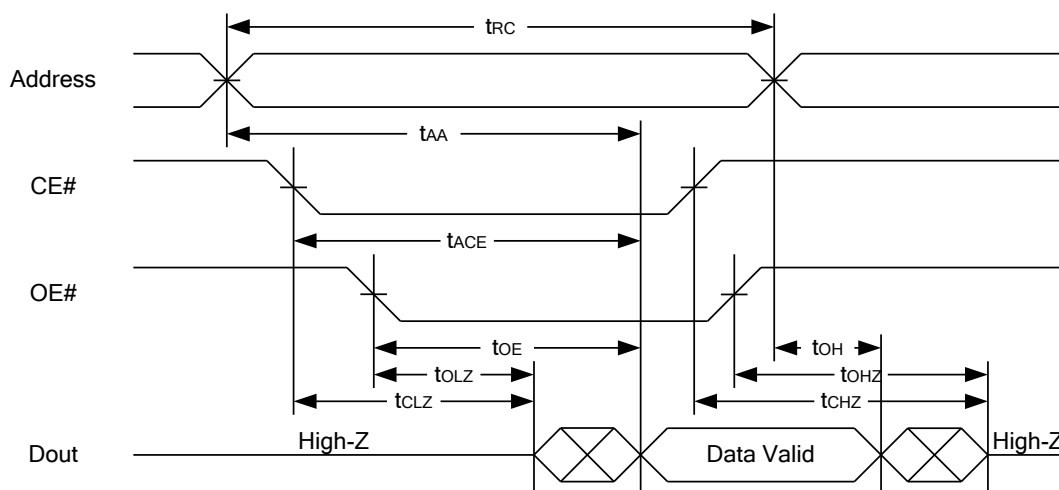 tRC
Address
tAA
CE#
tACE
OE#
tOE
tOH
tOLZ
tOHZ
tCLZ
tCHZ
Dout
High-Z
Data Valid
High-Z